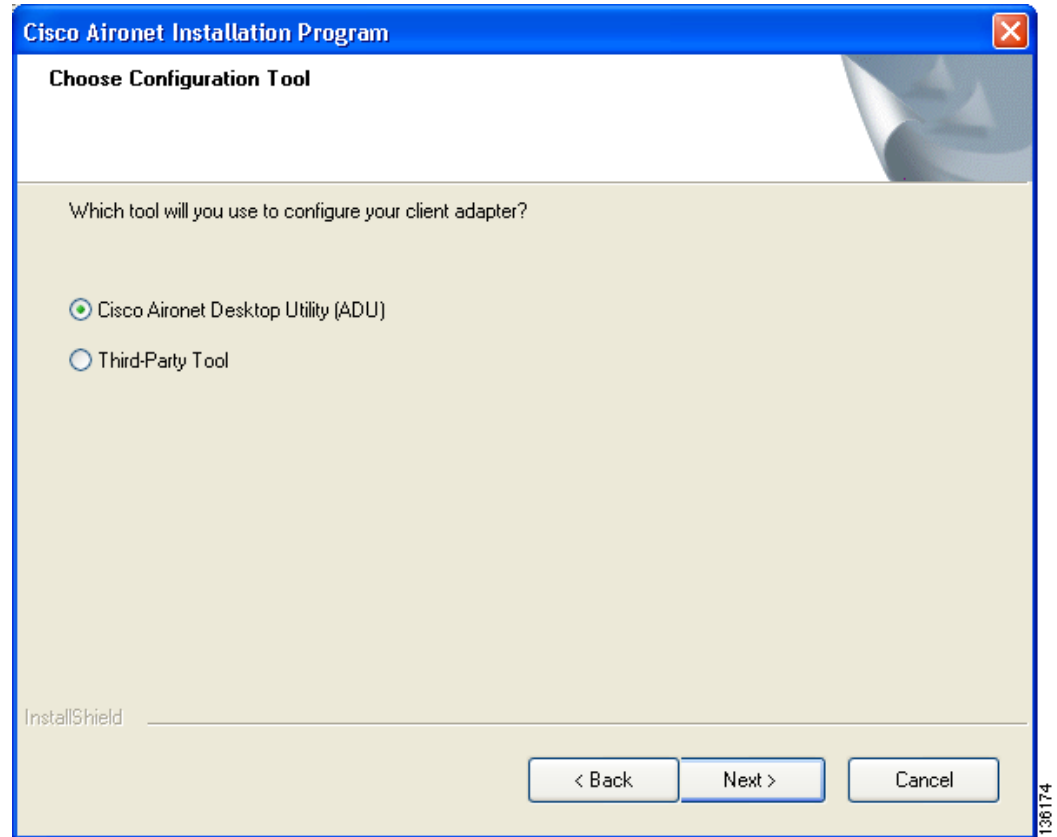 Cisco Aironet Installation Program
Choose Configuration Tool
Which tool will you use to configure your client adapter?
Cisco Aironet Desktop Utility (ADU)
Third-Party Tool
InstallShield
< Back
Next >
Cancel
136174